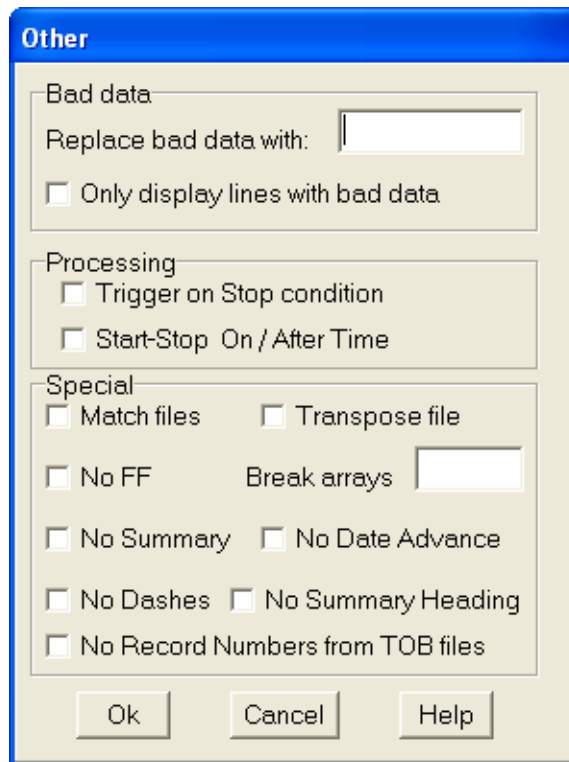 Other
Bad data
Replace bad data with:
Only display lines with bad data
Processing
Trigger on Stop condition
Start-Stop On / After Time
Special
Match files Transpose file
No FF Break arrays
No Summary No Date Advance
No Dashes No Summary Heading
No Record Numbers from TOB files
Ok Cancel Help